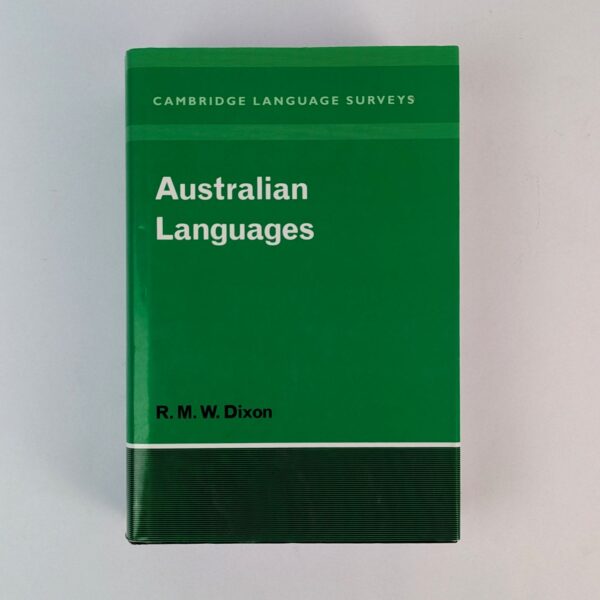 CAMBRIDGE LANGUAGE SURVEYS
Australian
Languages
R. M. W. Dixon